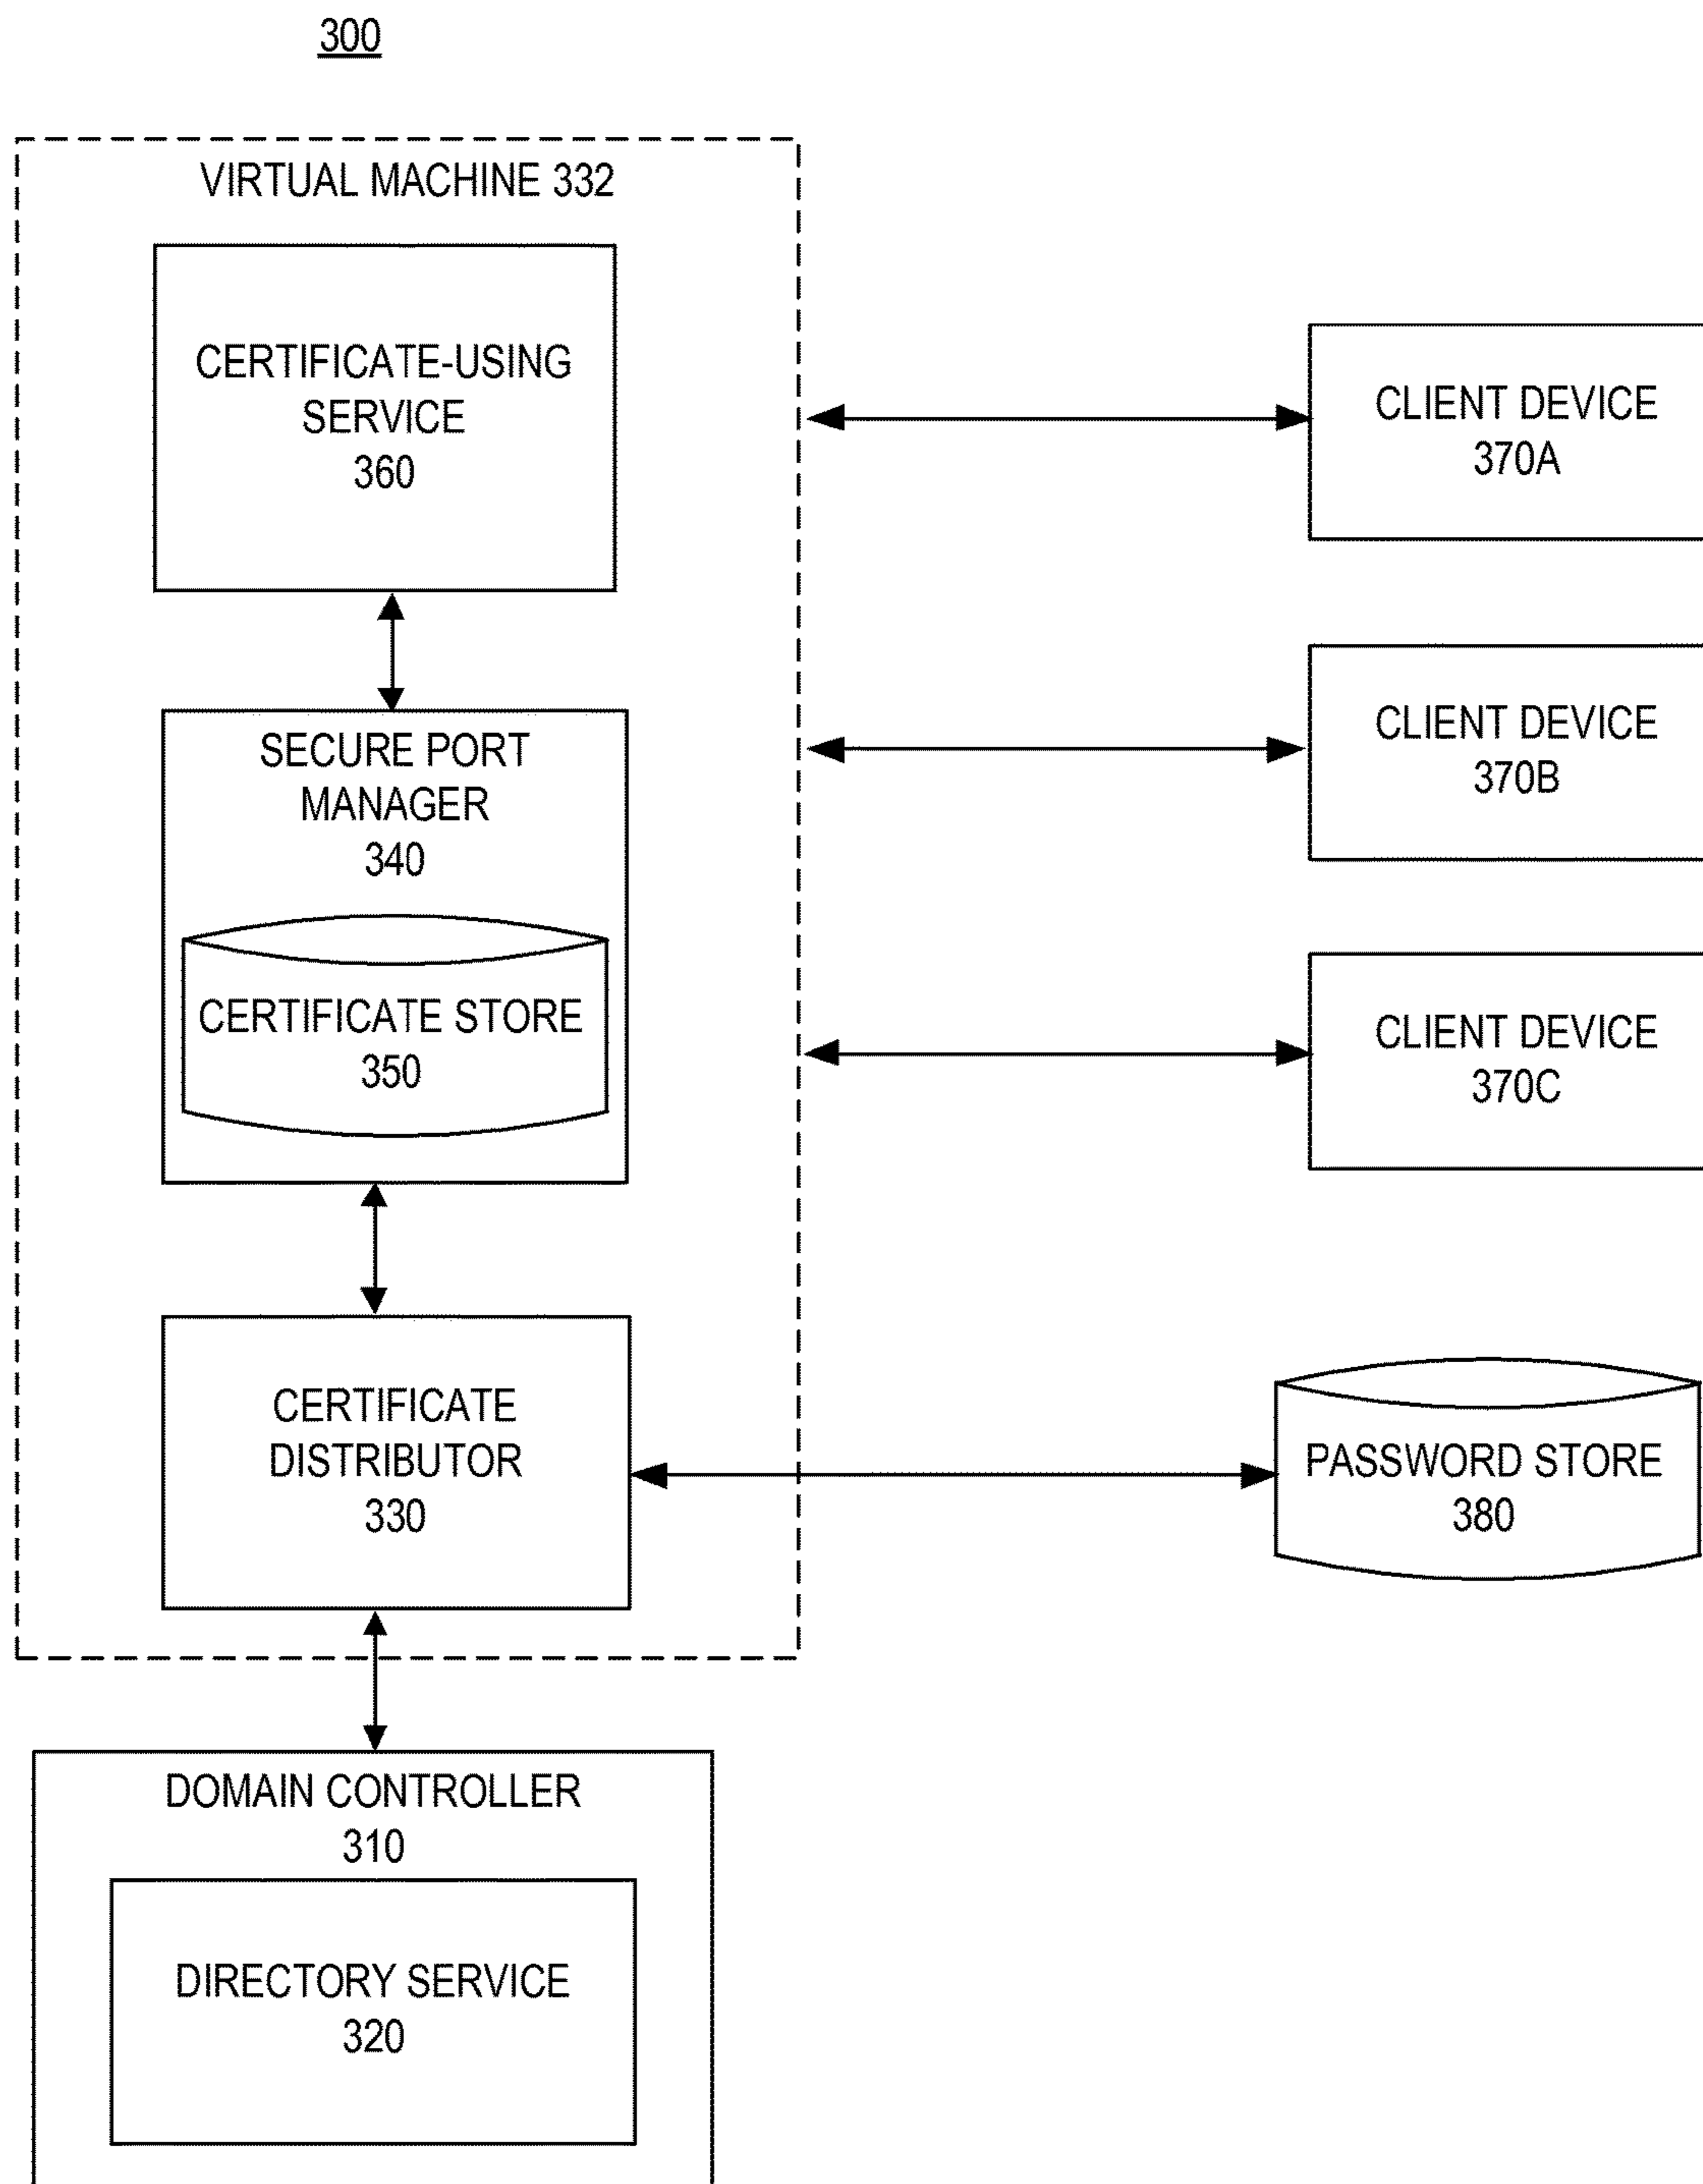 300
VIRTUAL MACHINE 332
CERTIFICATE-USING
SERVICE
360
SECURE PORT
MANAGER
340
CERTIFICATE STORE
350
CERTIFICATE
DISTRIBUTOR
330
DOMAIN CONTROLLER
310
DIRECTORY SERVICE
320
CLIENT DEVICE
370A
CLIENT DEVICE
370B
CLIENT DEVICE
370C
PASSWORD STORE
380